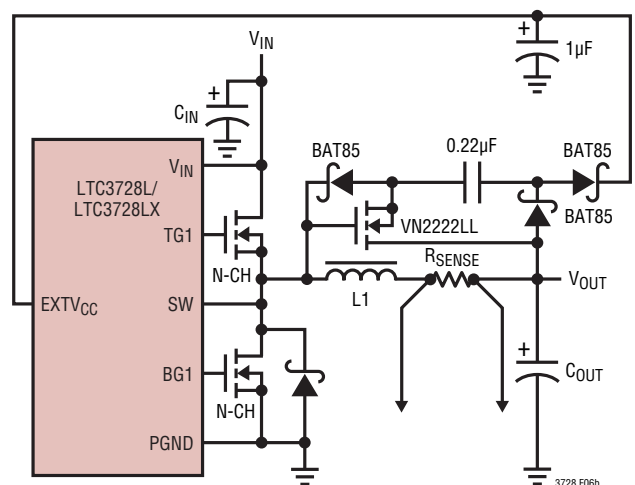 +
1µF
VIN
+
CIN
BAT85
0.22µF
BAT85
VIN
LTC3728L/
LTC3728LX
BAT85
VN2222LL
TG1
RSENSE
N-CH
VOUT
EXTVCC
SW
L1
+
COUT
BG1
N-CH
PGND
3728 F06b